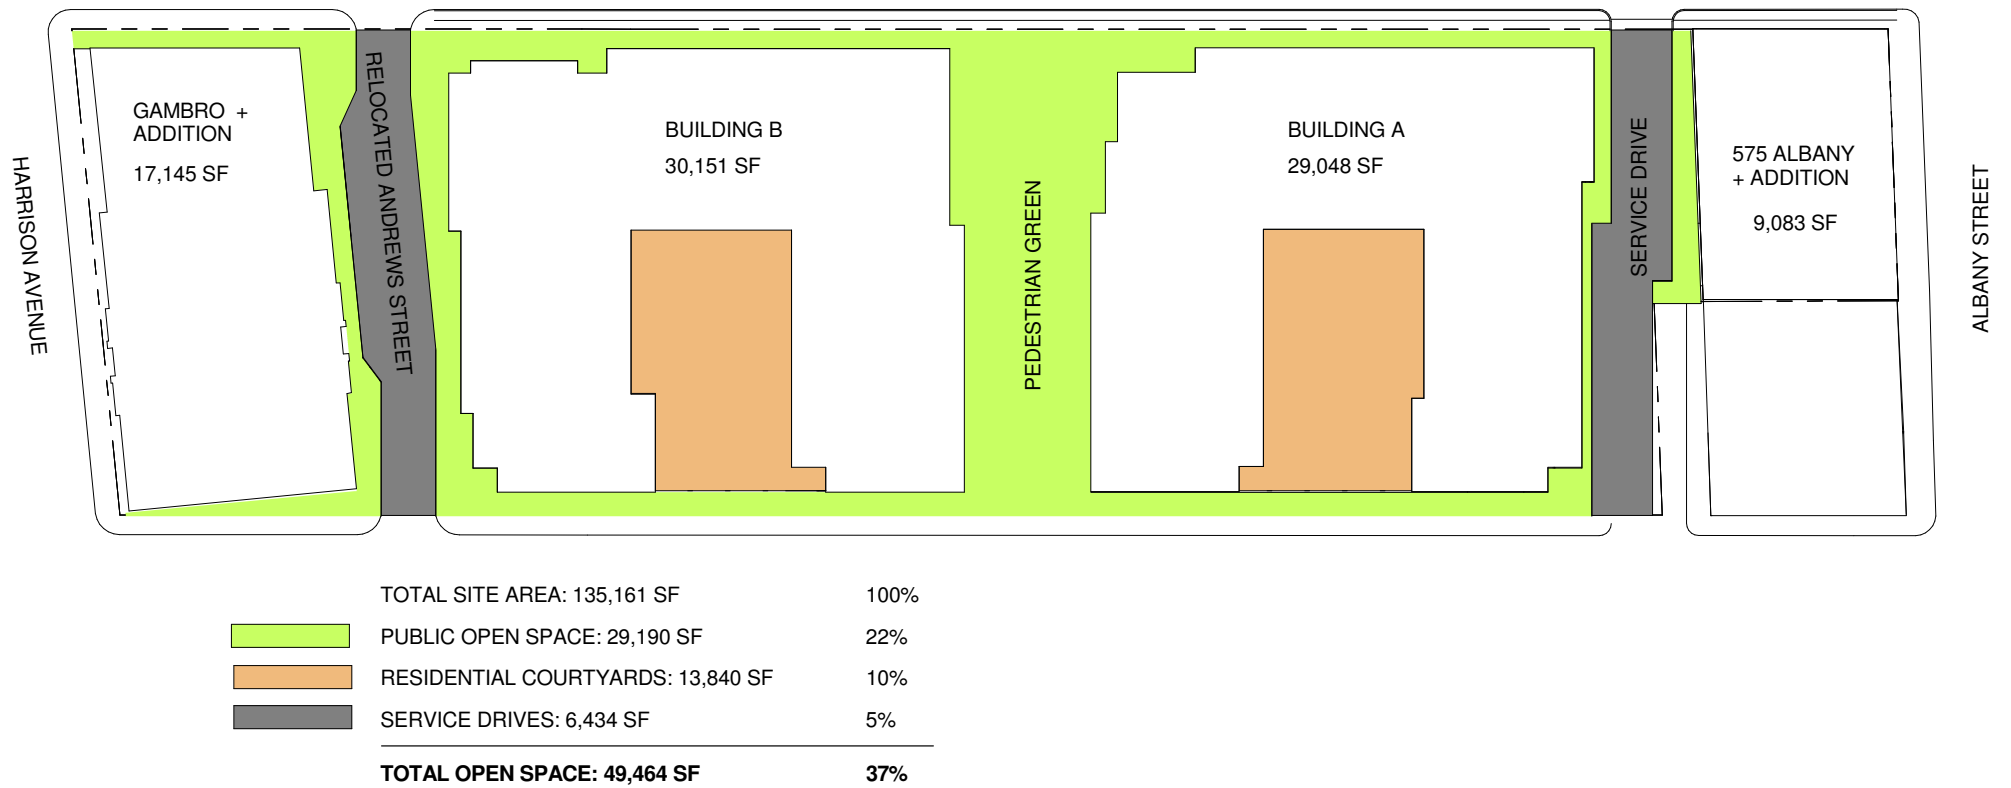 HARRISON AVENUE
GAMBRO +
ADDITION
17,145 SF
RELOCATED ANDREWS STREET
BUILDING B
30,151 SF
PEDESTRIAN GREEN
BUILDING A
29,048 SF
SERVICE DRIVE
575 ALBANY
+ ADDITION
9,083 SF
ALBANY STREET
TOTAL SITE AREA: 135,161 SF 100%
PUBLIC OPEN SPACE: 29,190 SF 22%
RESIDENTIAL COURTYARDS: 13,840 SF 10%
SERVICE DRIVES: 6,434 SF 5%
TOTAL OPEN SPACE: 49,464 SF 37%